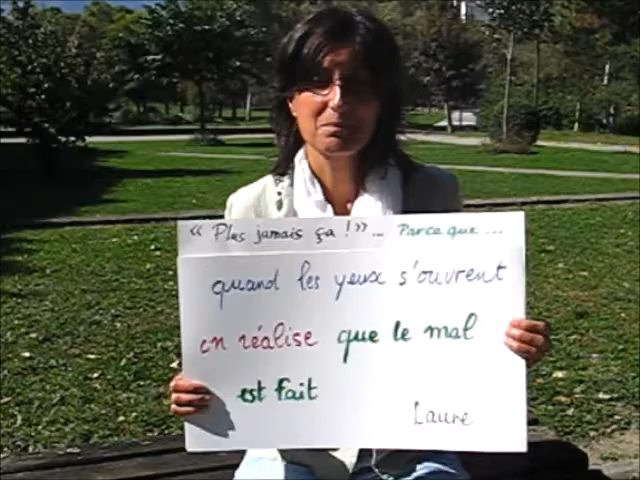 « Plus jamais ça ! »... Parce que ...
quand les yeux s'ouvrent
on réalise que le mal
est fait
Laure